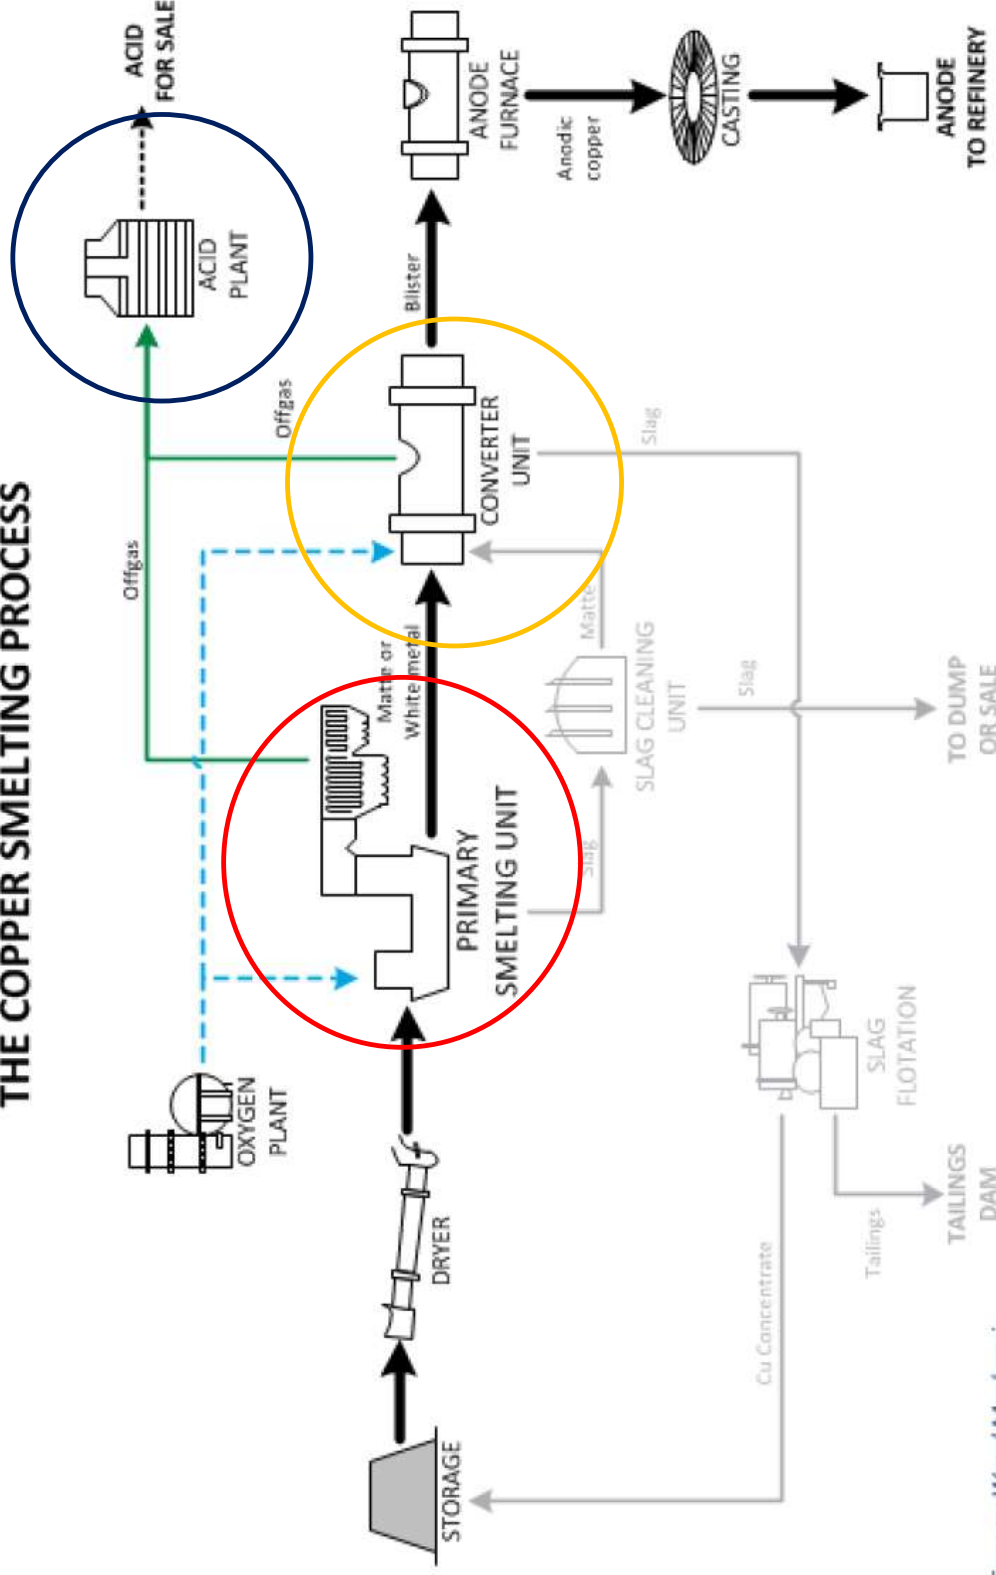 THE COPPER SMELTING PROCESS
OXYGEN
PLANT
Offgas
Offgas
ACID
PLANT
ACID
FOR SALE
STORAGE
DRYER
PRIMARY
SMELTING UNIT
Matte or
White metal
CONVERTER
UNIT
Blister
ANODE
FURNACE
Anodic
copper
CASTING
ANODE
TO REFINERY
Slag
SLAG CLEANING
UNIT
Matte
Slag
Slag
TO DUMP
OR SALE
SLAG
FLOTATION
Cu Concentrate
Tailings
TAILINGS
DAM